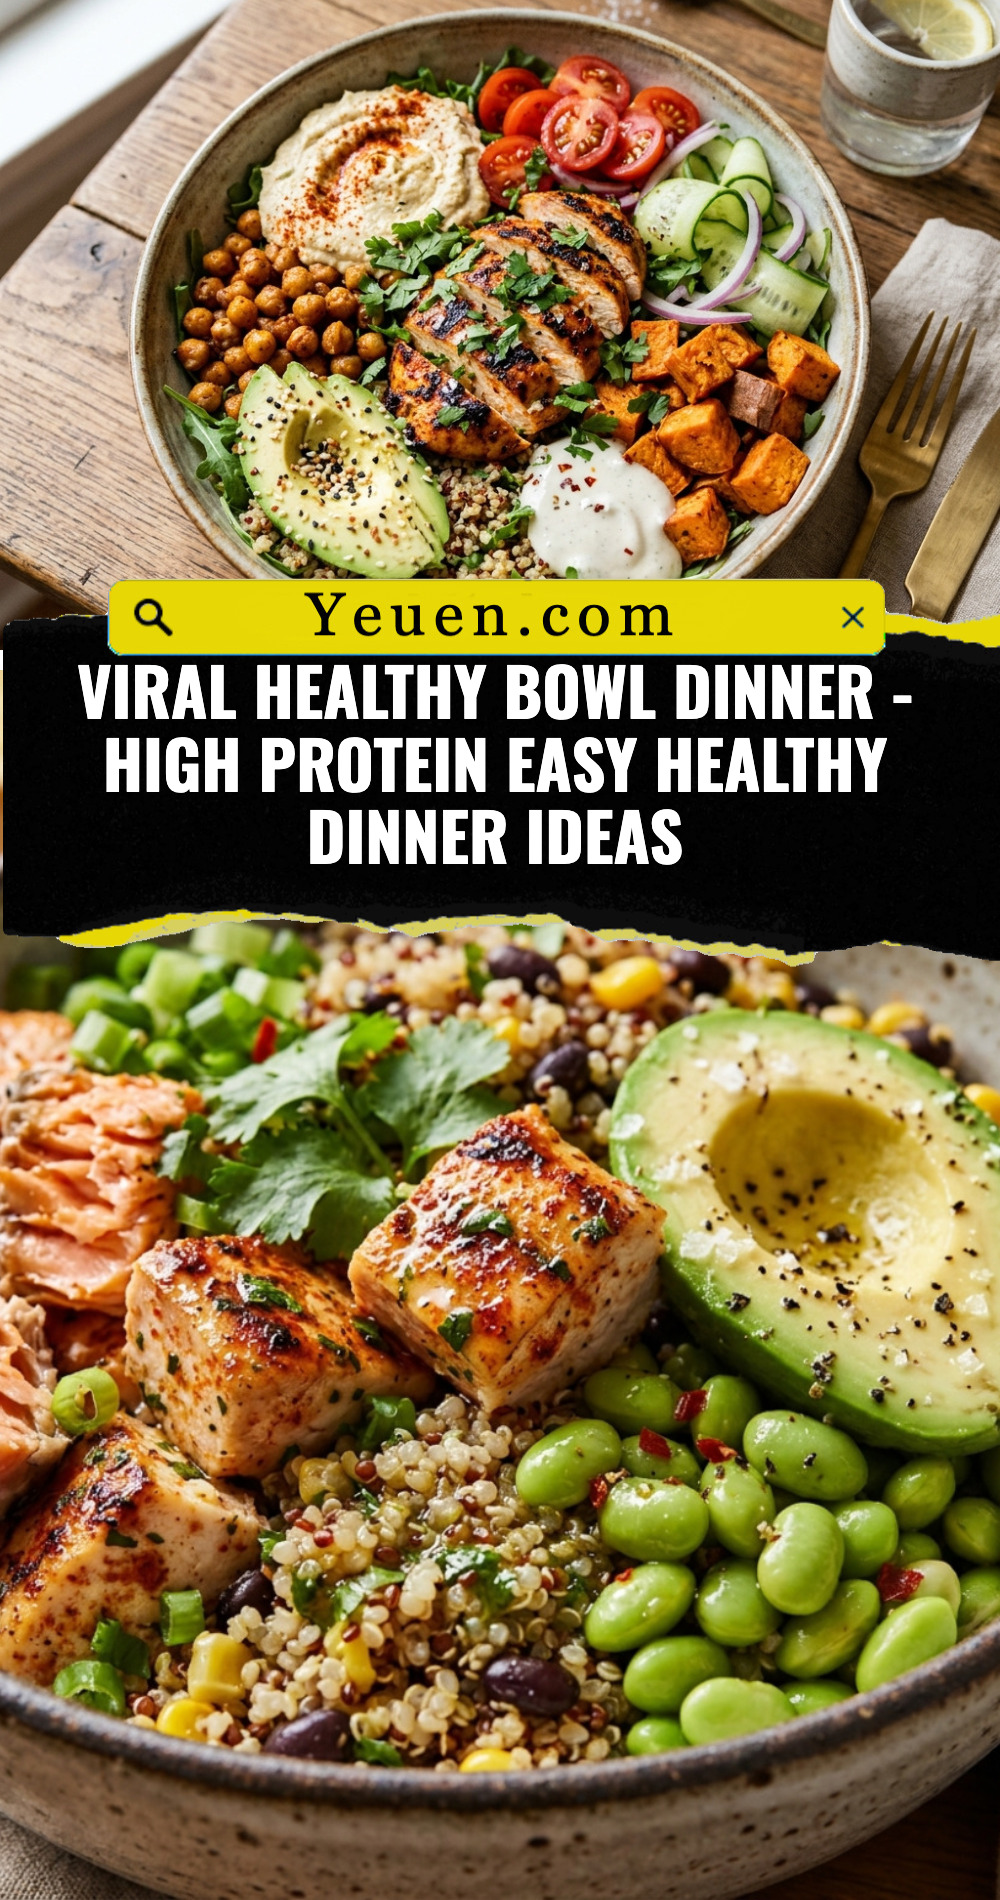 Yeuen.com
VIRAL HEALTHY BOWL DINNER -
HIGH PROTEIN EASY HEALTHY
DINNER IDEAS